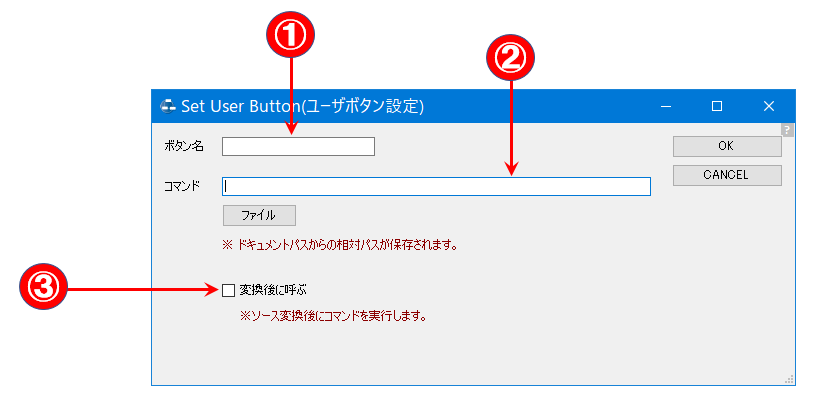 ①
②
Set User Button(ユーザボタン設定)
?
ボタン名
OK
コマンド
CANCEL
ファイル
※ ドキュメントパスからの相対パスが保存されます。
③
変換後に呼ぶ
※ソース変換後にコマンドを実行します。